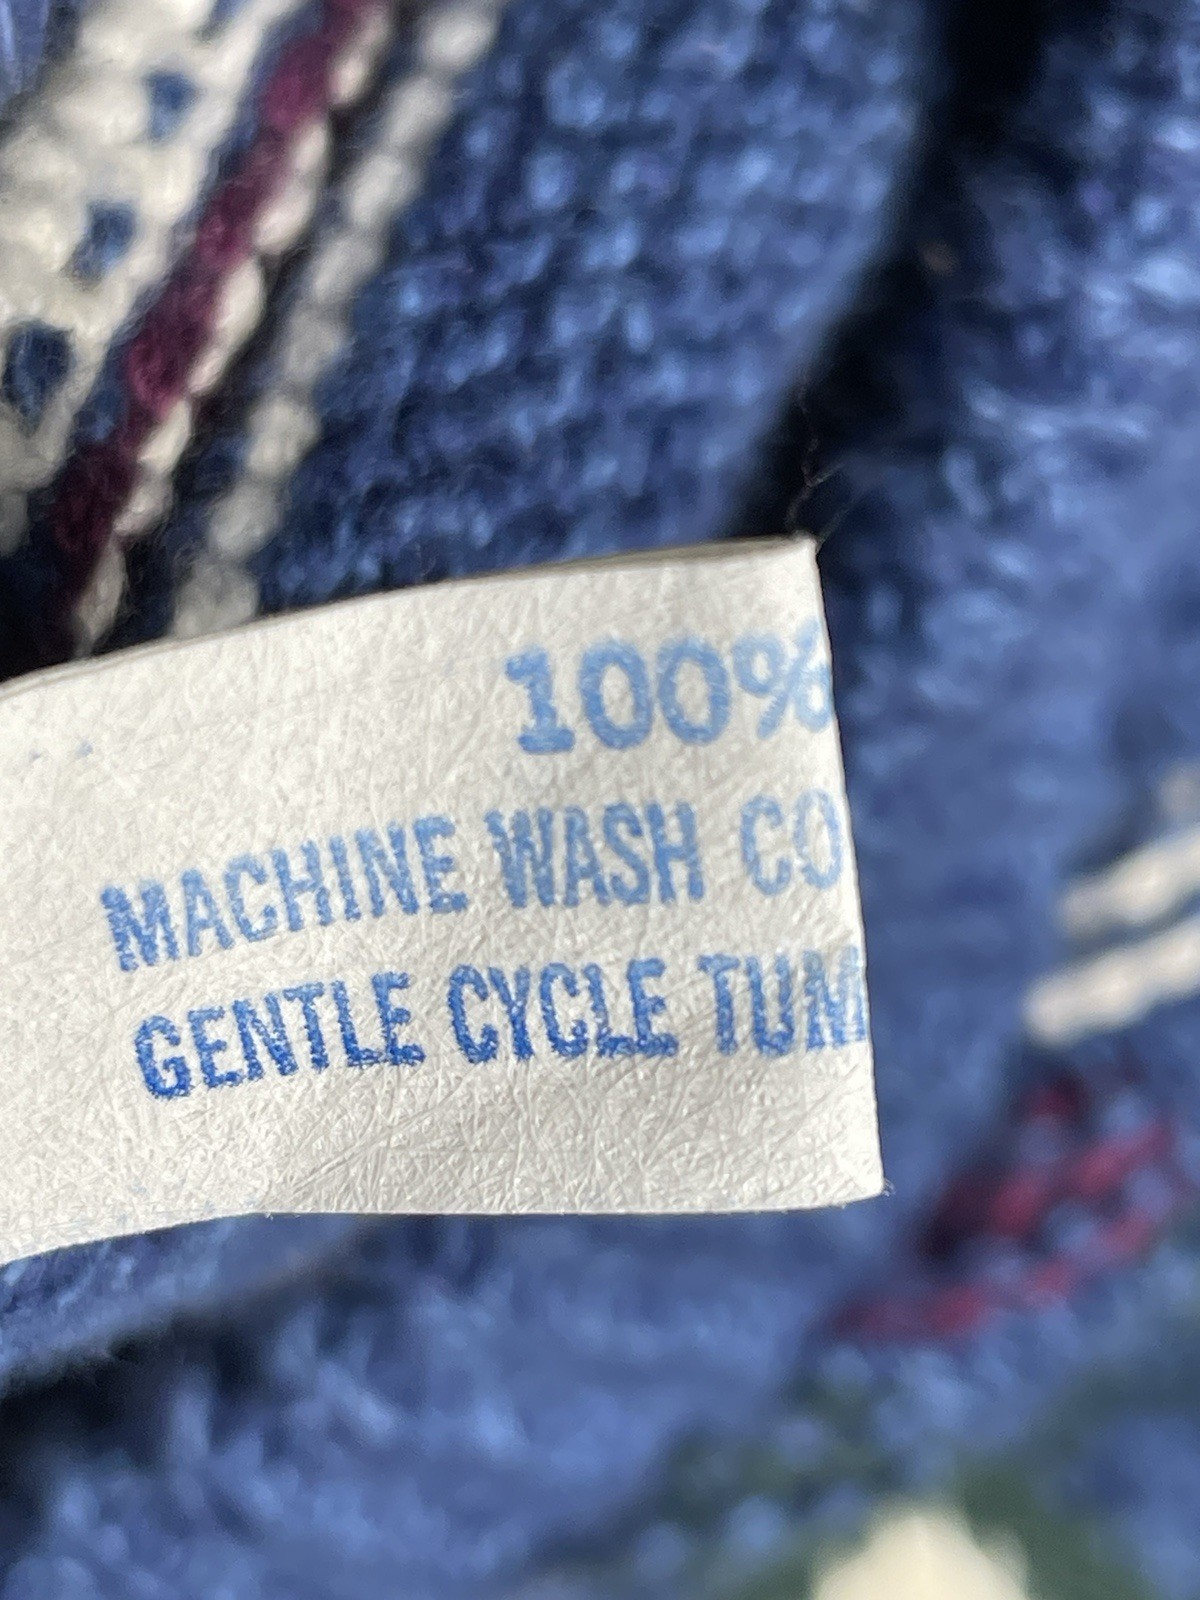 100%
MACHINE WASH CO
GENTLE CYCLE TUM